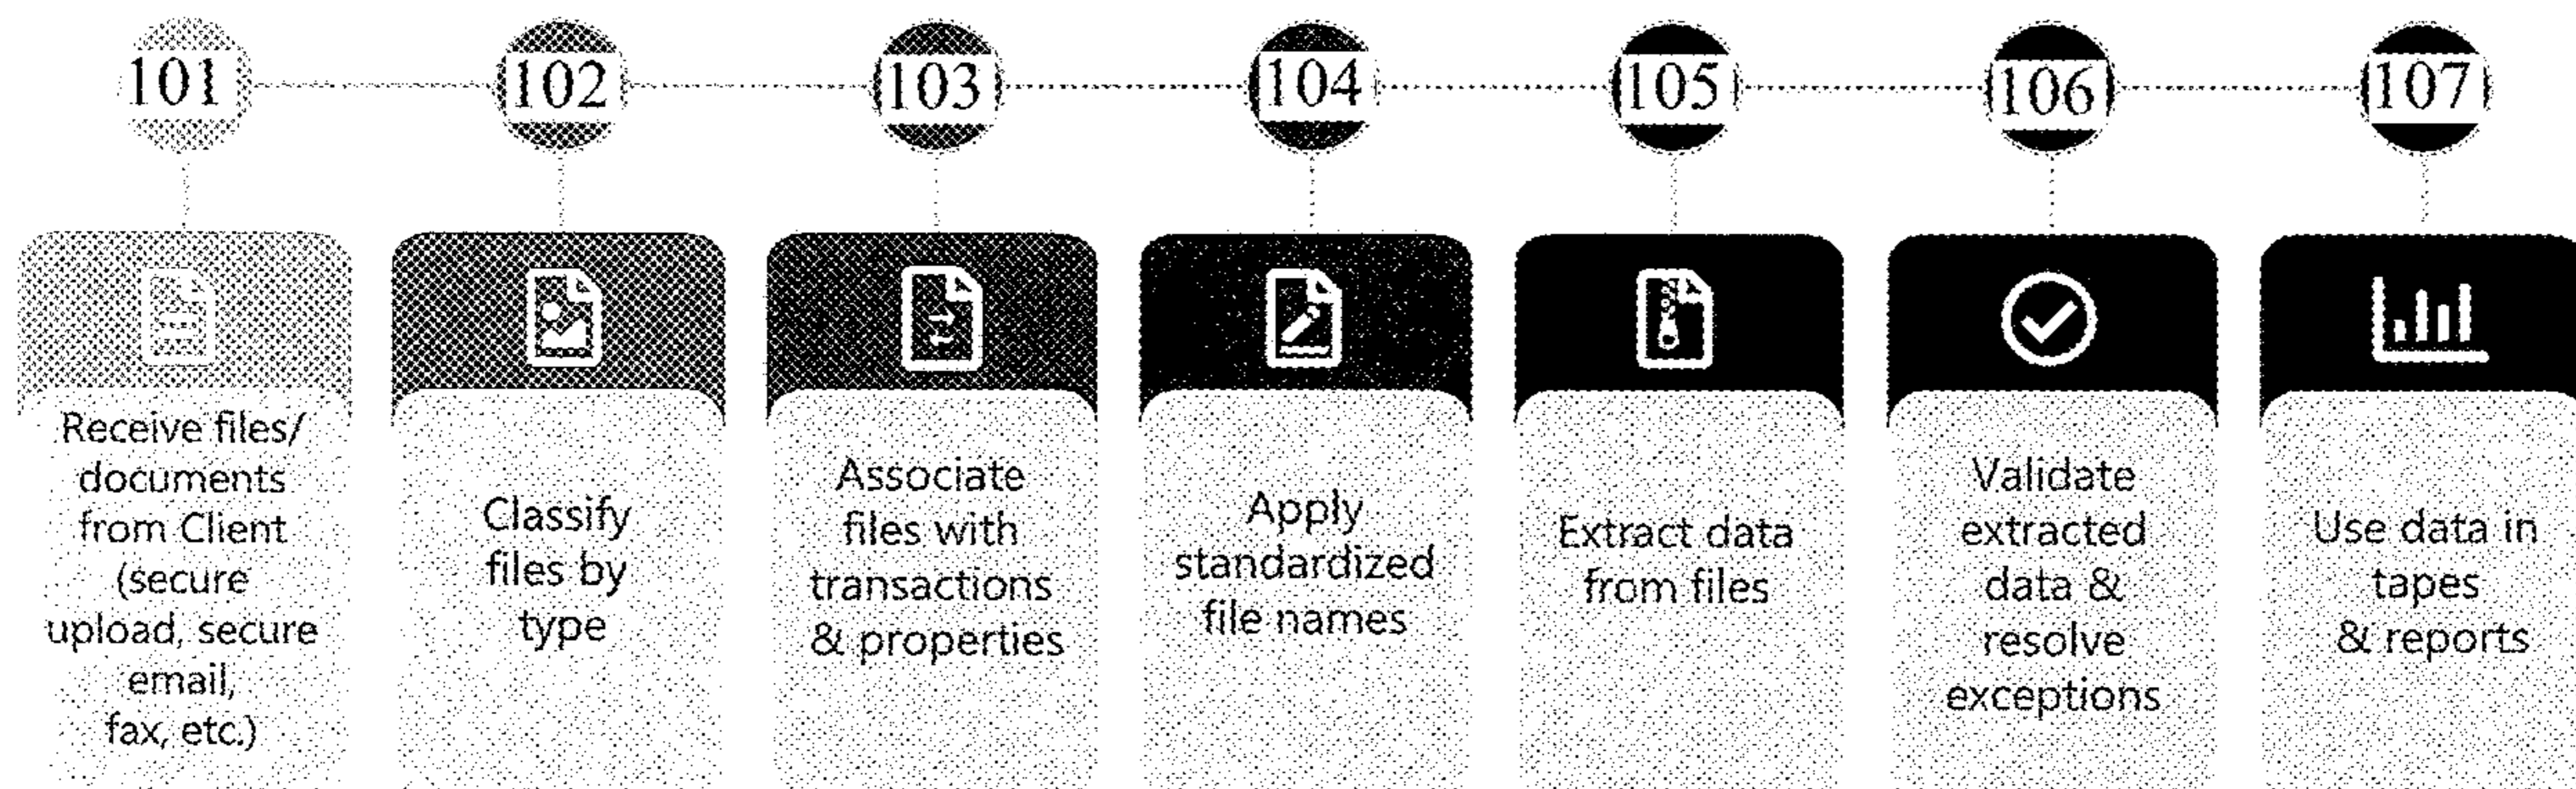 101
102
103
104
105
106
107
Receive files/
documents
from Client
(secure
upload, secure
email,
fax, etc.)
Classify
files by
type
Associate
files with
transactions
& properties
Apply
standardized
file names
Extract data
from files
Validate
extracted
data &
resolve
exceptions
Use data in
tapes
& reports